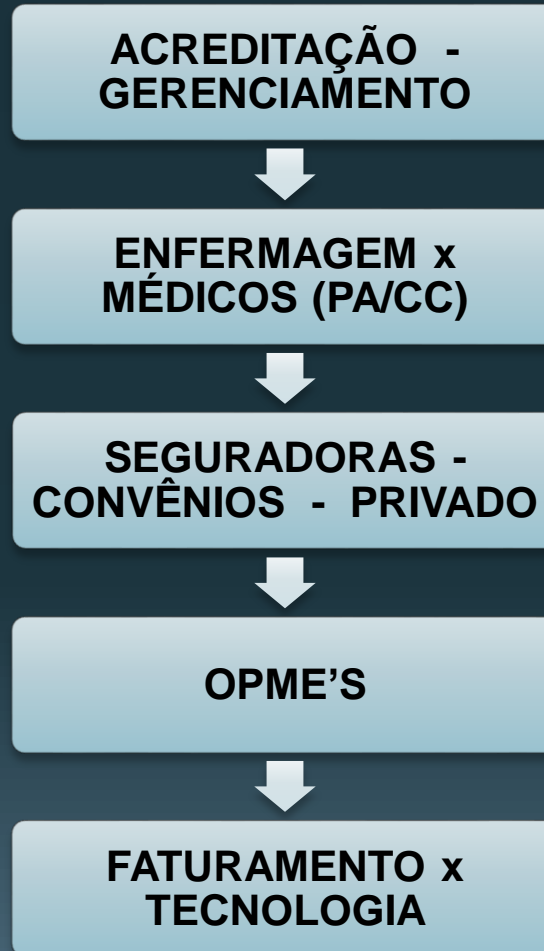 ACREDITAÇÃO -
GERENCIAMENTO
ENFERMAGEM x
MÉDICOS (PA/CC)
SEGURADORAS -
CONVÊNIOS - PRIVADO
OPME’S
FATURAMENTO x
TECNOLOGIA